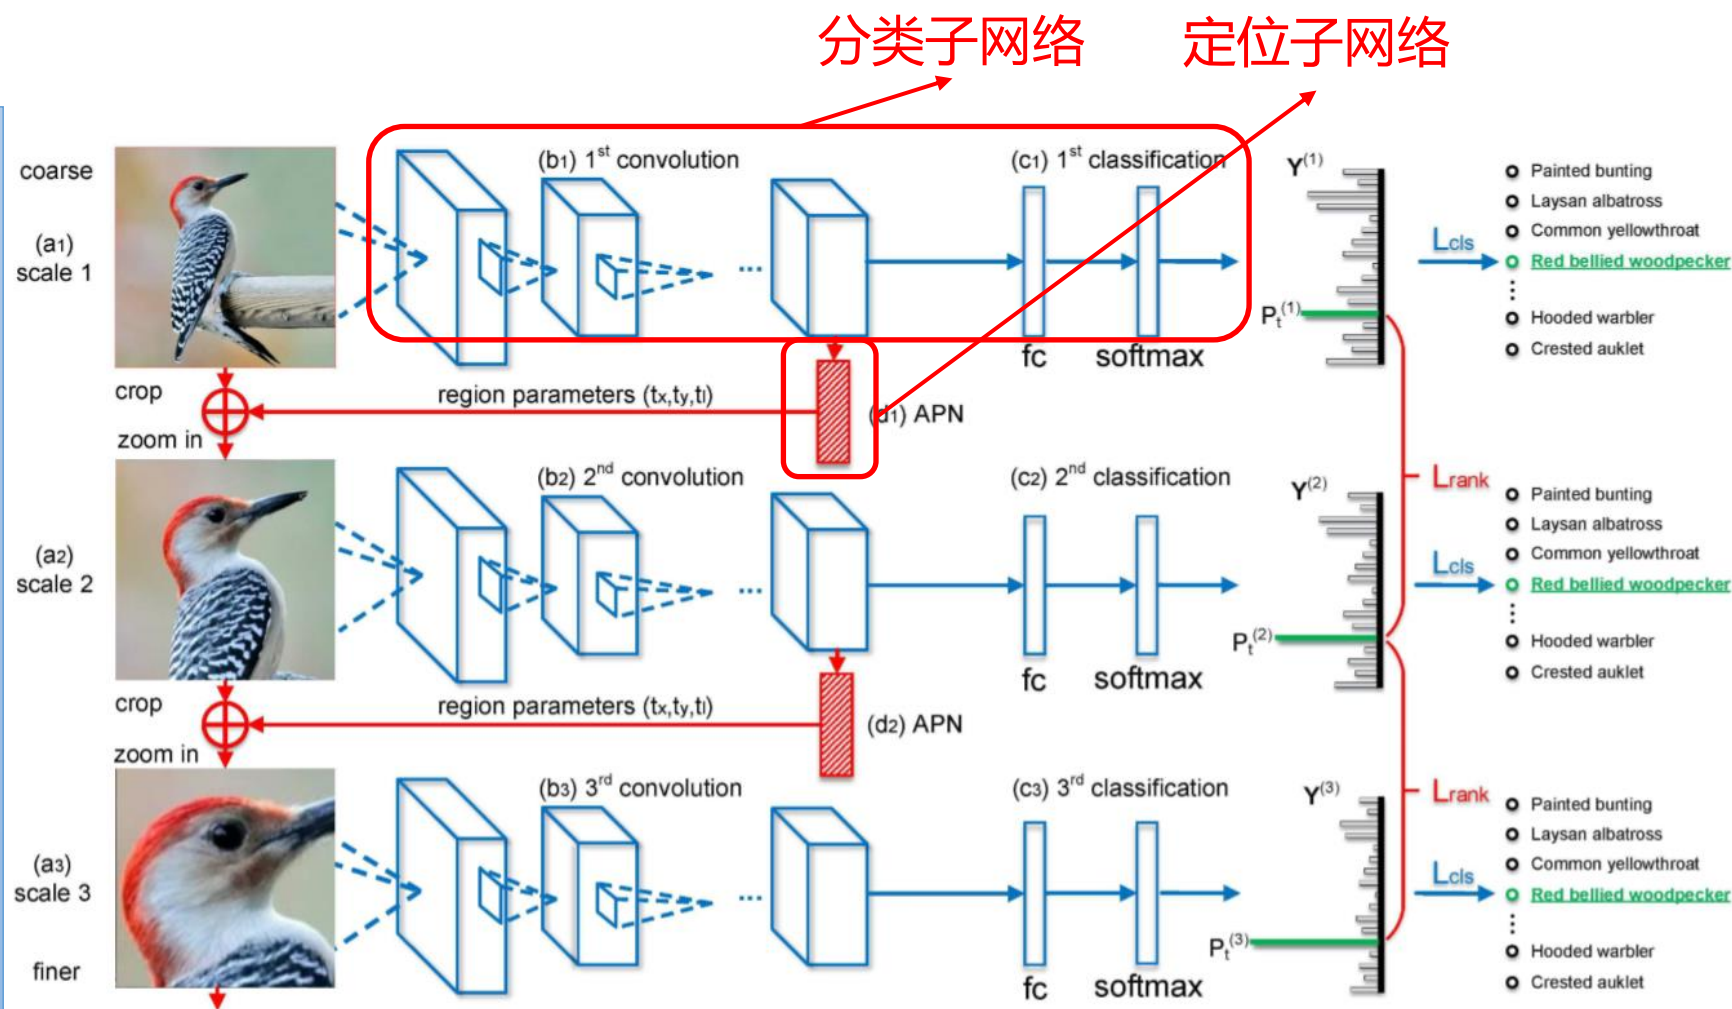 分类子网络 定位子网络
coarse
(a1)
scale 1
(b1) 1st convolution
(c1) 1st classification
fc
softmax
Y(1)
Pt(1)
Lcls
Painted bunting
Laysan albatross
Common yellowthroat
Red bellied woodpecker
⋮
Hooded warbler
Crested auklet
crop
zoom in
region parameters (tx,ty,tl)
(d1) APN
Lrank
(a2)
scale 2
(b2) 2nd convolution
...
(c2) 2nd classification
fc
softmax
Y(2)
Pt(2)
Lcls
Painted bunting
Laysan albatross
Common yellowthroat
Red bellied woodpecker
⋮
Hooded warbler
Crested auklet
crop
zoom in
region parameters (tx,ty,tl)
(d2) APN
Lrank
(a3)
scale 3
finer
(b3) 3rd convolution
...
(c3) 3rd classification
fc
softmax
Y(3)
Pt(3)
Lcls
Painted bunting
Laysan albatross
Common yellowthroat
Red bellied woodpecker
⋮
Hooded warbler
Crested auklet